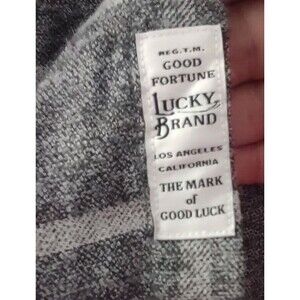 REG.T.M.
GOOD
FORTUNE
LUCKY
BRAND
LOS ANGELES
CALIFORNIA
THE MARK
of
GOOD LUCK